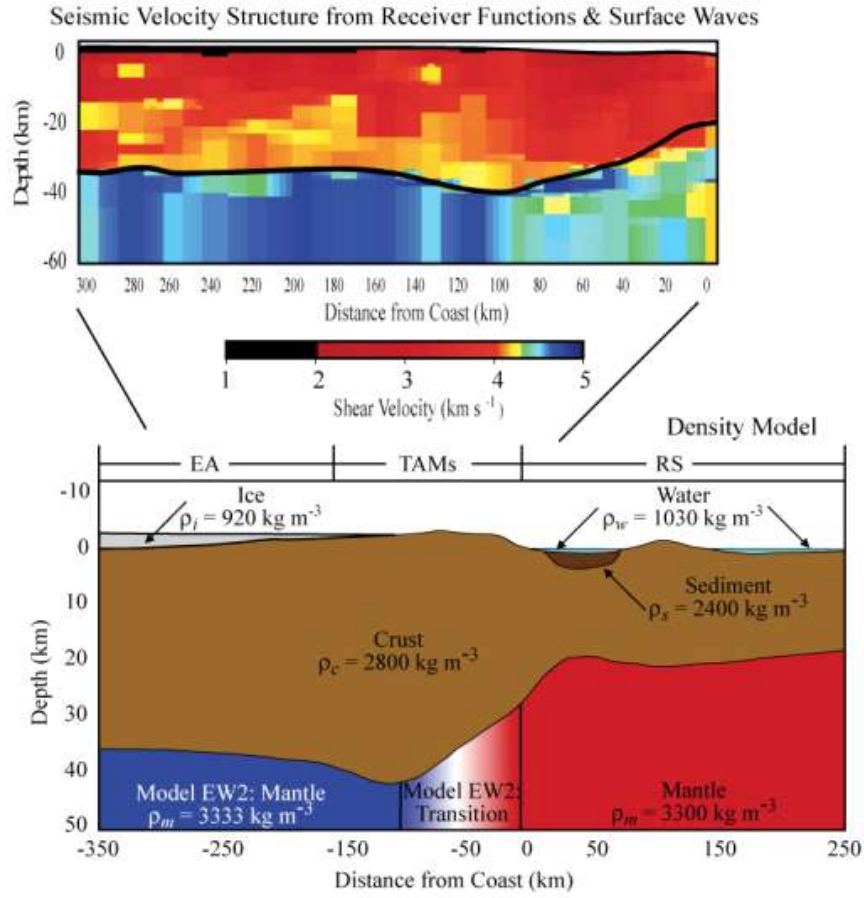 Seismic Velocity Structure from Receiver Functions & Surface Waves
0
-20
-40
-60
Depth (km)
300 280 260 240 220 200 180 160 140 120 100 80 60 40 20 0
Distance from Coast (km)
1 2 3 4 5
Shear Velocity (km s⁻¹)
Density Model
EA TAMs RS
-10
0
10
20
30
40
50
Depth (km)
Ice
ρi = 920 kg m⁻³
Water
ρw = 1030 kg m⁻³
Sediment
ρs = 2400 kg m⁻³
Crust
ρc = 2800 kg m⁻³
Model EW2: Mantle
ρm = 3333 kg m⁻³
Model EW2:
Transition
Mantle
ρm = 3300 kg m⁻³
-350 -250 -150 -50 0 50 150 250
Distance from Coast (km)